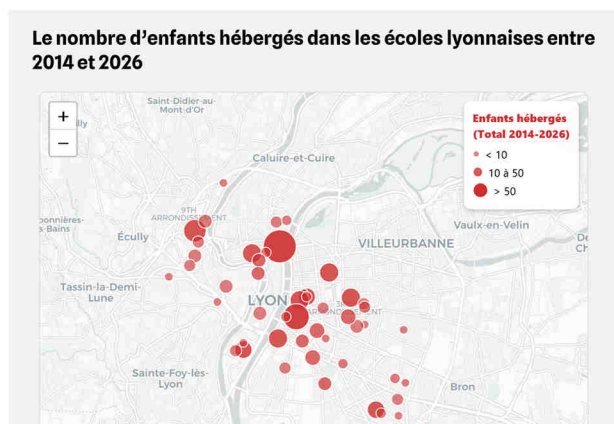 Le nombre d’enfants hébergés dans les écoles lyonnaises entre
2014 et 2026
+
−
Saint-Didier-au-
Mont-d'Or
Enfants hébergés
(Total 2014-2026)
< 10
10 à 50
> 50
Caluire-et-Cuire
9TH
ARRONDISSEMENT
Écully
VILLEURBANNE
Vaulx-en-Velin
Tassin-la-Demi-
Lune
LYON
ARRONDISSEMENT
Sainte-Foy-lès-
Lyon
Bron